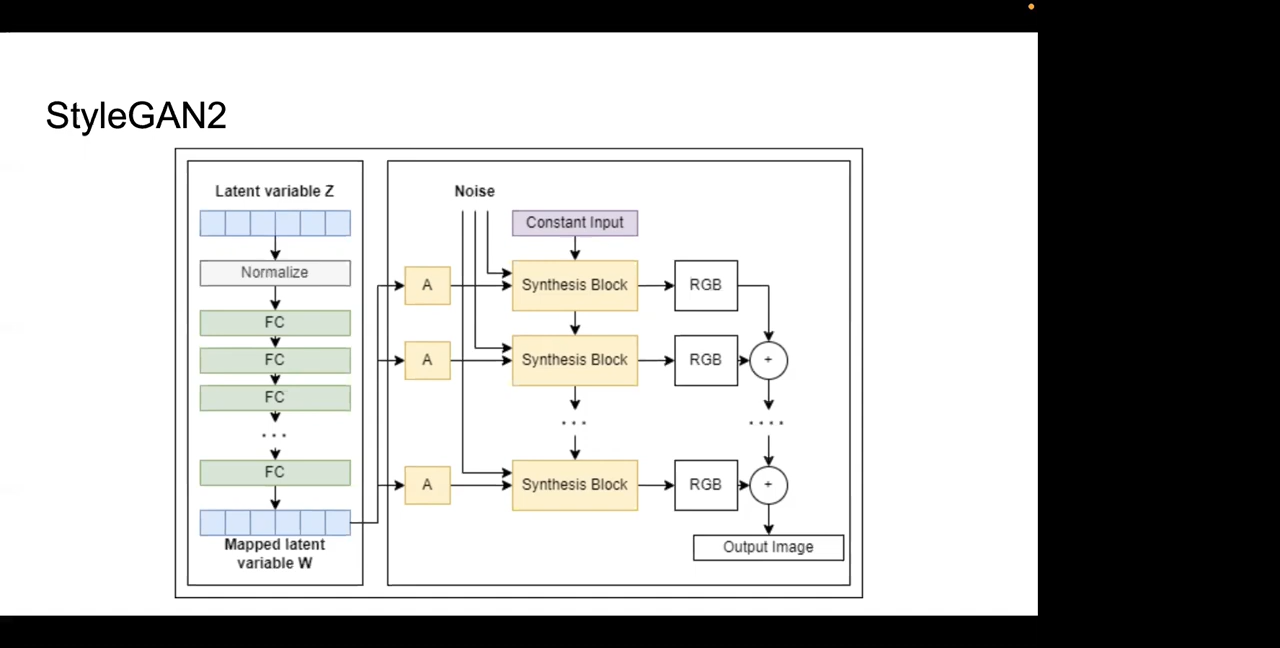 StyleGAN2
Latent variable Z
Normalize
FC
FC
FC
...
FC
Mapped latent
variable W
Noise
Constant Input
A
Synthesis Block
RGB
A
Synthesis Block
RGB
+
...
....
A
Synthesis Block
RGB
+
Output Image